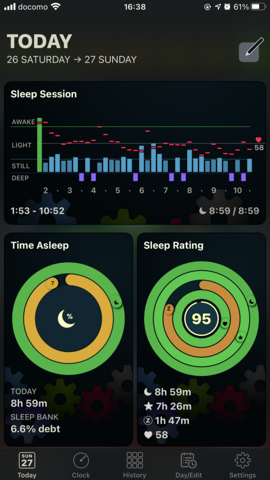 docomo 16:38 61%
TODAY
26 SATURDAY → 27 SUNDAY
Sleep Session
AWAKE
LIGHT
58
STILL
DEEP
2 · 3 · 4 · 5 · 6 · 7 · 8 · 9 · 10 ·
1:53 - 10:52 8:59 / 8:59
Time Asleep Sleep Rating
7
%
95
TODAY
8h 59m
SLEEP BANK
6.6% debt
8h 59m
7h 26m
1h 47m
58
SUN
27
Today Clock History Day/Edit Settings